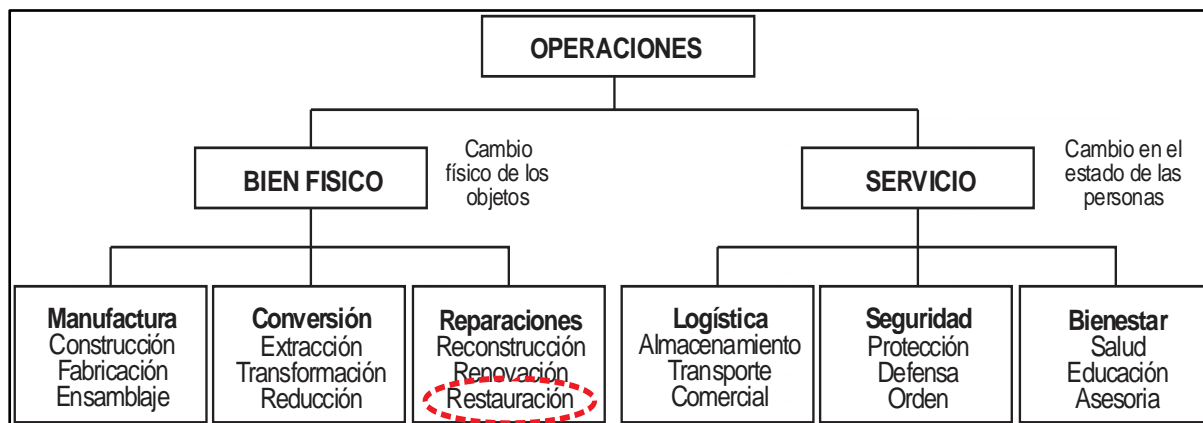 OPERACIONES
BIEN FISICO
Cambio
físico de los
objetos
SERVICIO
Cambio en el
estado de las
personas
Manufactura
Construcción
Fabricación
Ensamblaje
Conversión
Extracción
Transformación
Reducción
Reparaciones
Reconstrucción
Renovación
Restauración
Logística
Almacenamiento
Transporte
Comercial
Seguridad
Protección
Defensa
Orden
Bienestar
Salud
Educación
Asesoria